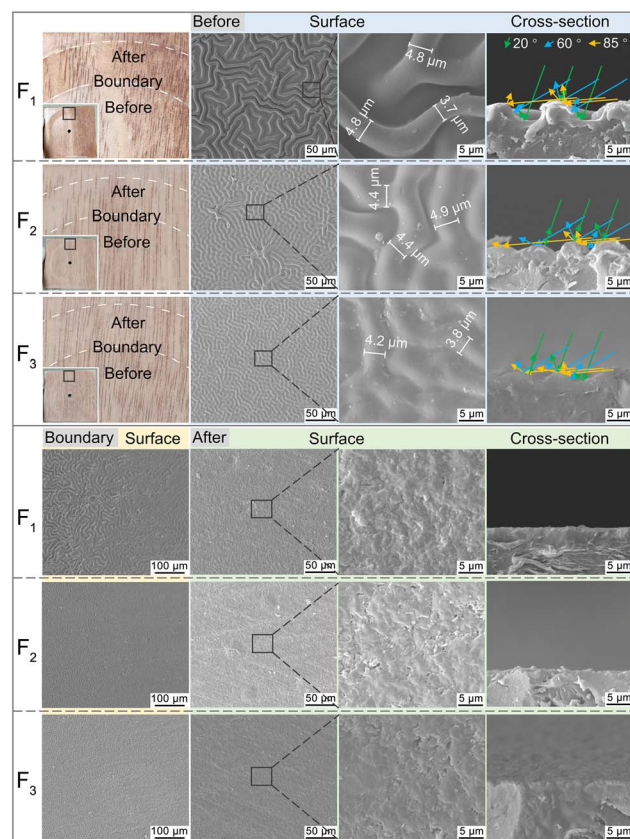 Before Surface Cross-section
F1
After
Boundary
Before
50 μm
4.8 μm
4.8 μm
3.7 μm
5 μm
20 ° 60 ° 85 °
5 μm
F2
After
Boundary
Before
50 μm
4.4 μm
4.4 μm
4.9 μm
5 μm
5 μm
F3
After
Boundary
Before
50 μm
4.2 μm
3.8 μm
5 μm
5 μm
Boundary Surface After Surface Cross-section
F1
100 μm
50 μm
5 μm
5 μm
F2
100 μm
50 μm
5 μm
5 μm
F3
100 μm
50 μm
5 μm
5 μm